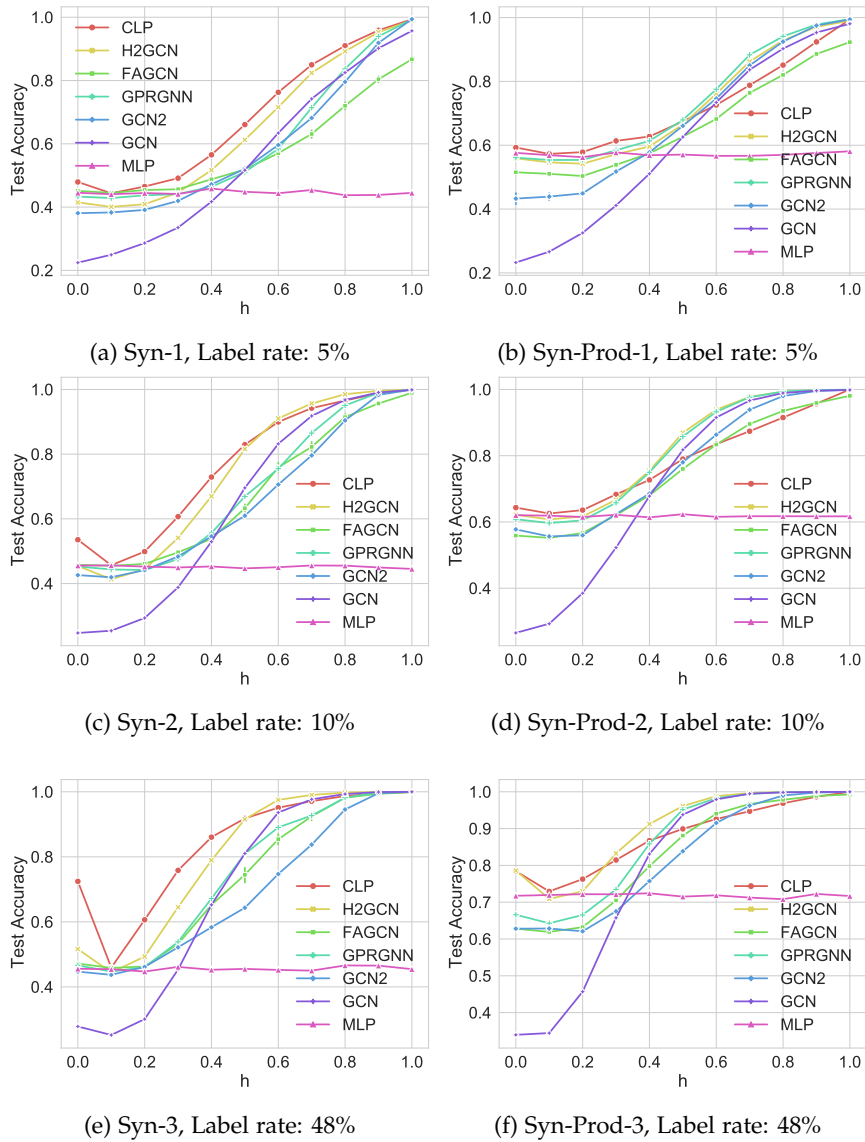 1.0
0.8
0.6
0.4
0.2
Test Accuracy
CLP
H2GCN
FAGCN
GPRGNN
GCN2
GCN
MLP
0.0 0.2 0.4 0.6 0.8 1.0
h
(a) Syn-1, Label rate: 5%
1.0
0.8
0.6
0.4
0.2
Test Accuracy
CLP
H2GCN
FAGCN
GPRGNN
GCN2
GCN
MLP
0.0 0.2 0.4 0.6 0.8 1.0
h
(b) Syn-Prod-1, Label rate: 5%
1.0
0.8
0.6
0.4
Test Accuracy
CLP
H2GCN
FAGCN
GPRGNN
GCN2
GCN
MLP
0.0 0.2 0.4 0.6 0.8 1.0
h
(c) Syn-2, Label rate: 10%
1.0
0.8
0.6
0.4
Test Accuracy
CLP
H2GCN
FAGCN
GPRGNN
GCN2
GCN
MLP
0.0 0.2 0.4 0.6 0.8 1.0
h
(d) Syn-Prod-2, Label rate: 10%
1.0
0.8
0.6
0.4
Test Accuracy
CLP
H2GCN
FAGCN
GPRGNN
GCN2
GCN
MLP
0.0 0.2 0.4 0.6 0.8 1.0
h
(e) Syn-3, Label rate: 48%
1.0
0.9
0.8
0.7
0.6
0.5
0.4
Test Accuracy
CLP
H2GCN
FAGCN
GPRGNN
GCN2
GCN
MLP
0.0 0.2 0.4 0.6 0.8 1.0
h
(f) Syn-Prod-3, Label rate: 48%